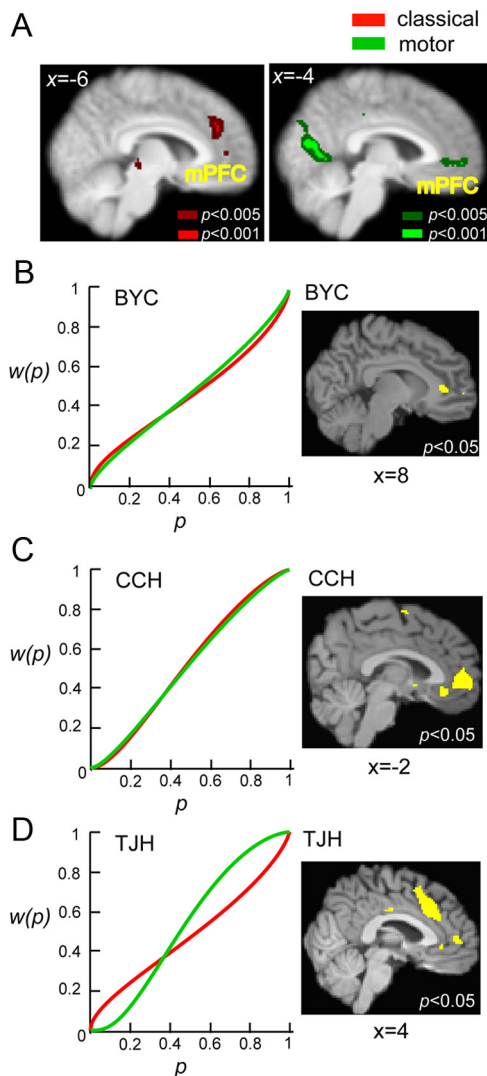 A
classical
motor
x=-6
x=-4
mPFC
mPFC
p<0.005
p<0.001
p<0.005
p<0.001
B
BYC
BYC
1
0.8
w(p)
0.6
0.4
0.2
0
0.2 0.4 0.6 0.8 1
p
p<0.05
x=8
C
CCH
CCH
1
0.8
w(p)
0.6
0.4
0.2
0
0.2 0.4 0.6 0.8 1
p
p<0.05
x=-2
D
TJH
TJH
1
0.8
w(p)
0.6
0.4
0.2
0
0.2 0.4 0.6 0.8 1
p
p<0.05
x=4